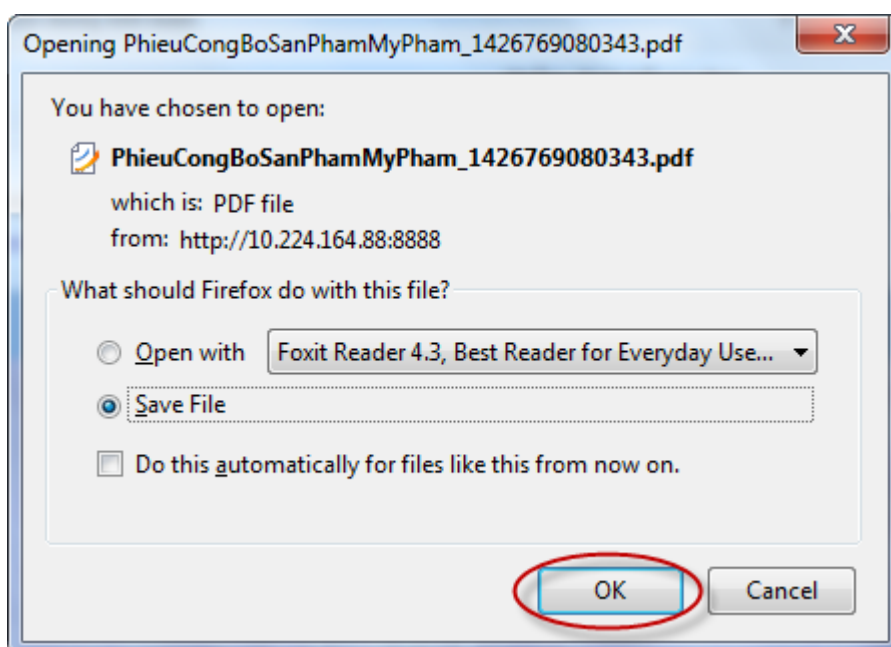 Opening PhieuCongBoSanPhamMyPham_1426769080343.pdf
You have chosen to open:
PhieuCongBoSanPhamMyPham_1426769080343.pdf
which is: PDF file
from: http://10.224.164.88:8888
What should Firefox do with this file?
Open with Foxit Reader 4.3, Best Reader for Everyday Use...
Save File
Do this automatically for files like this from now on.
OK Cancel